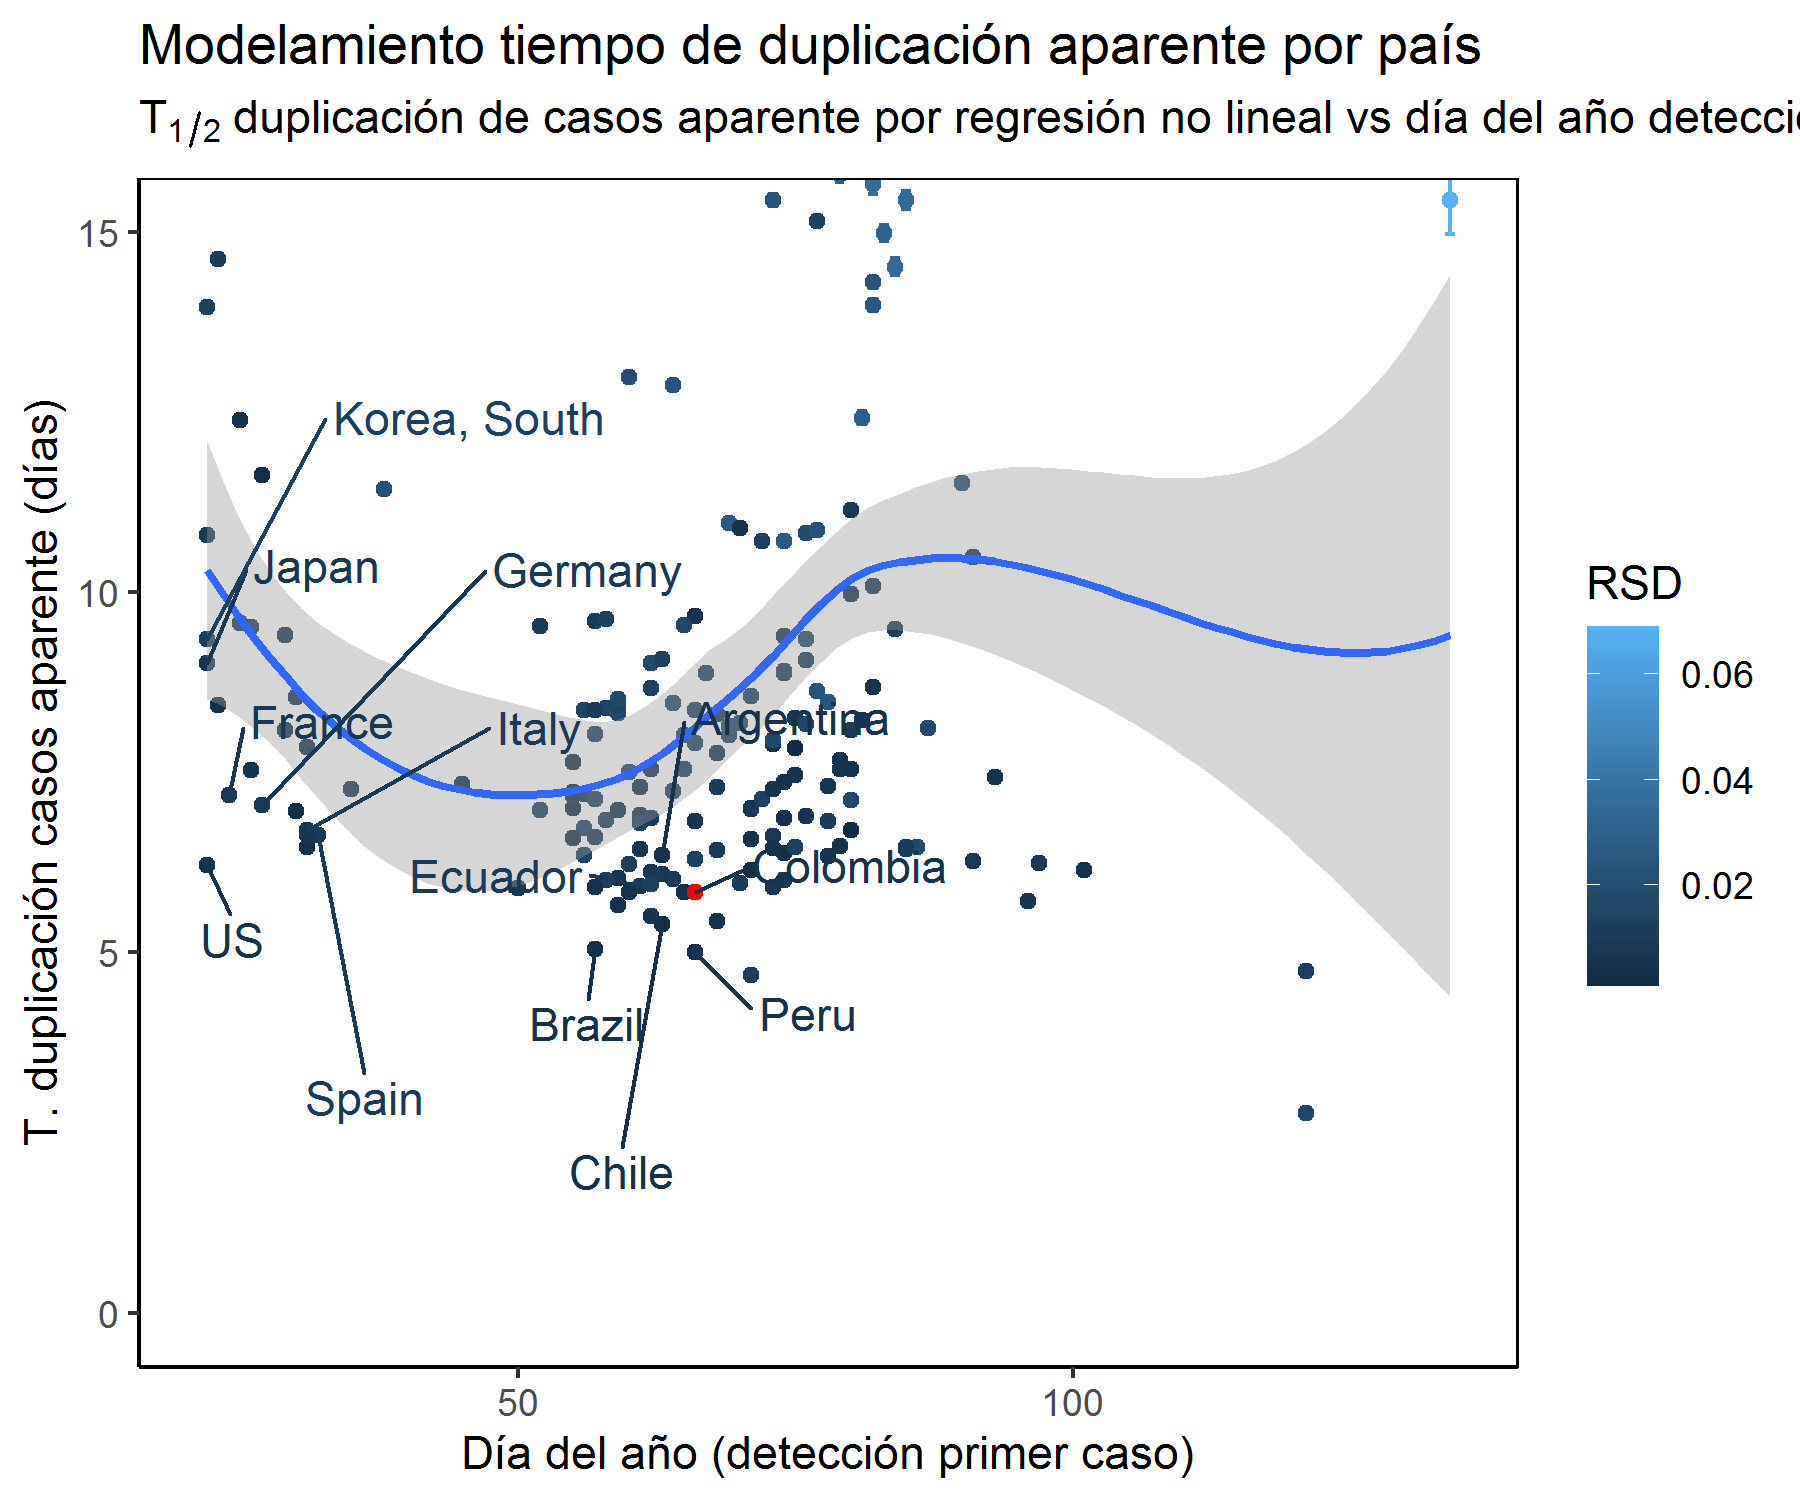 Modelamiento tiempo de duplicación aparente por país
T1/2 duplicación de casos aparente por regresión no lineal vs día del año detecci
15
10
5
0
T. duplicación casos aparente (días)
Korea, South
Japan
Germany
France
Italy
Argentina
Ecuador
Colombia
US
Brazil
Peru
Spain
Chile
50
100
Día del año (detección primer caso)
RSD
0.06
0.04
0.02